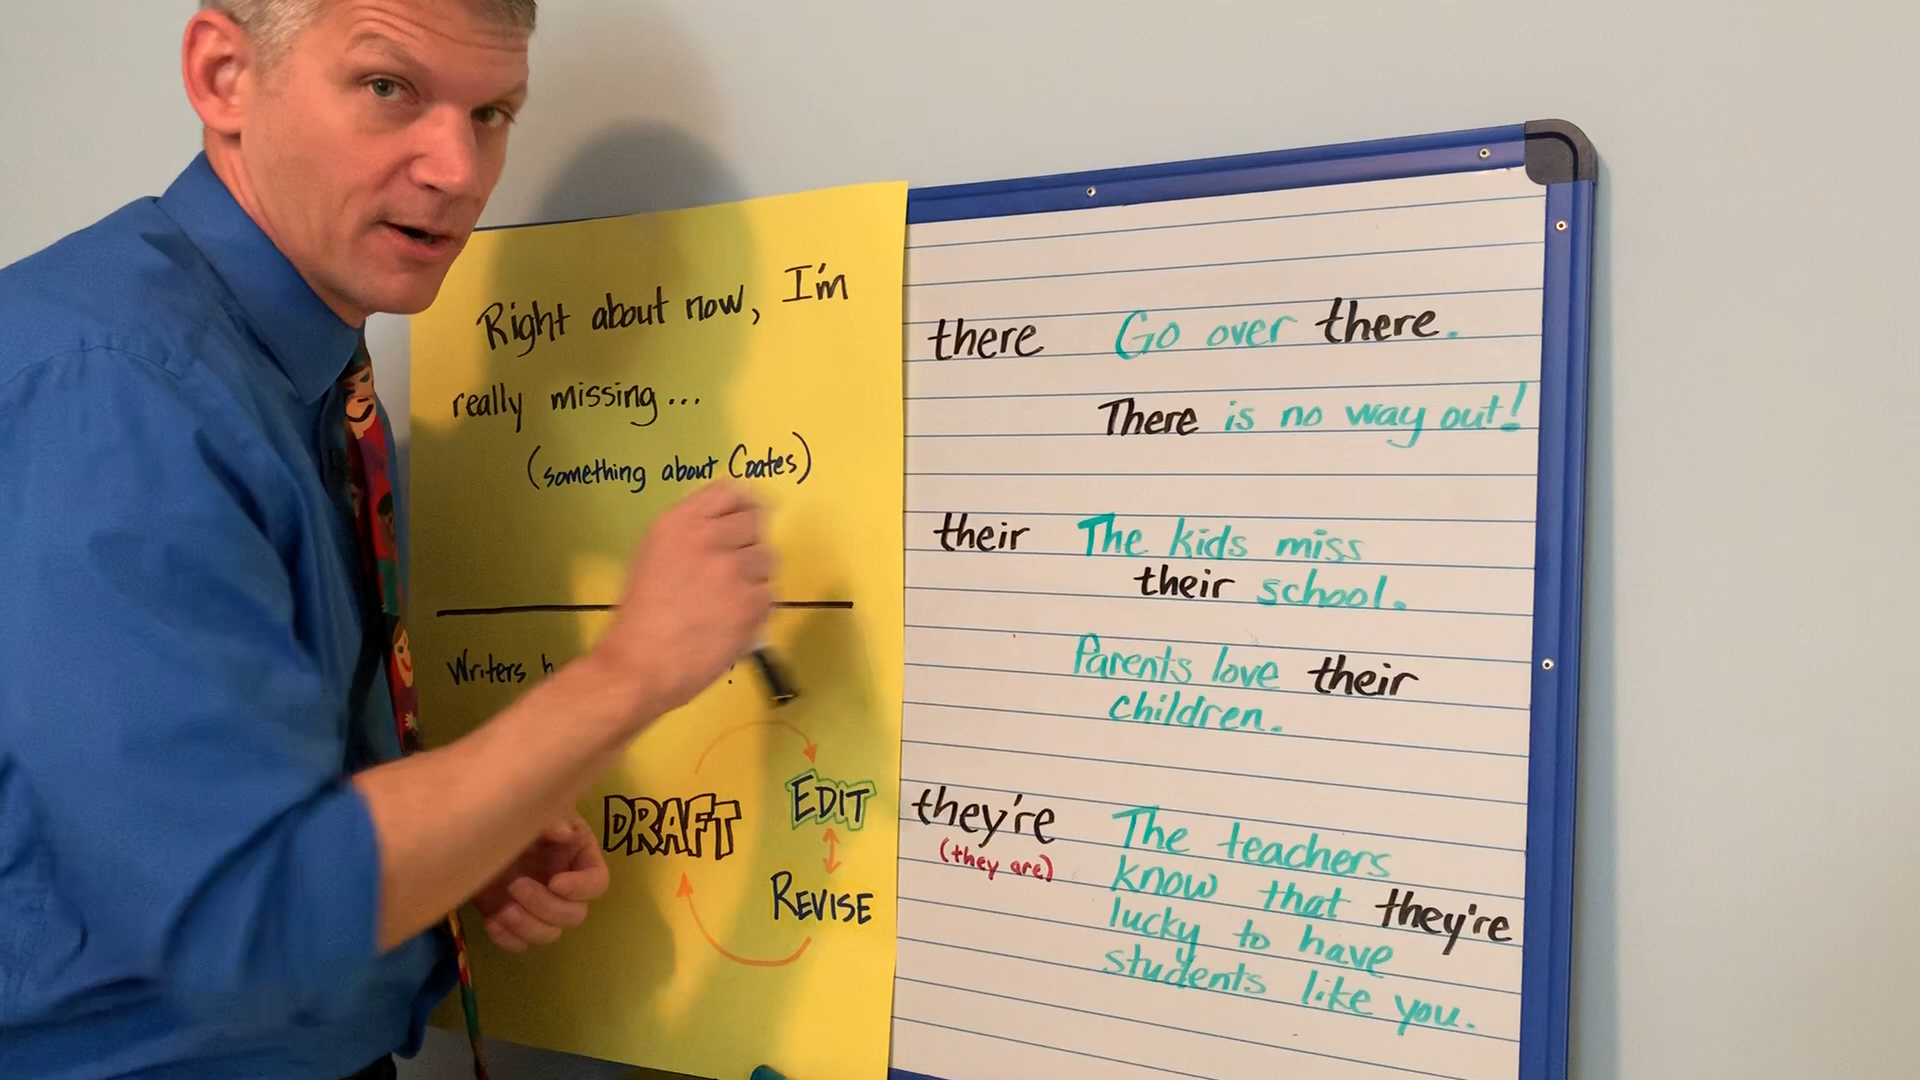 Right about now, I'm
really missing...
(something about Coates)
Writers
DRAFT
EDIT
REVISE
there Go over there.
There is no way out!
their The kids miss
their school.
Parents love their
children.
they're The teachers
(they are) know that they're
lucky to have
students like you.